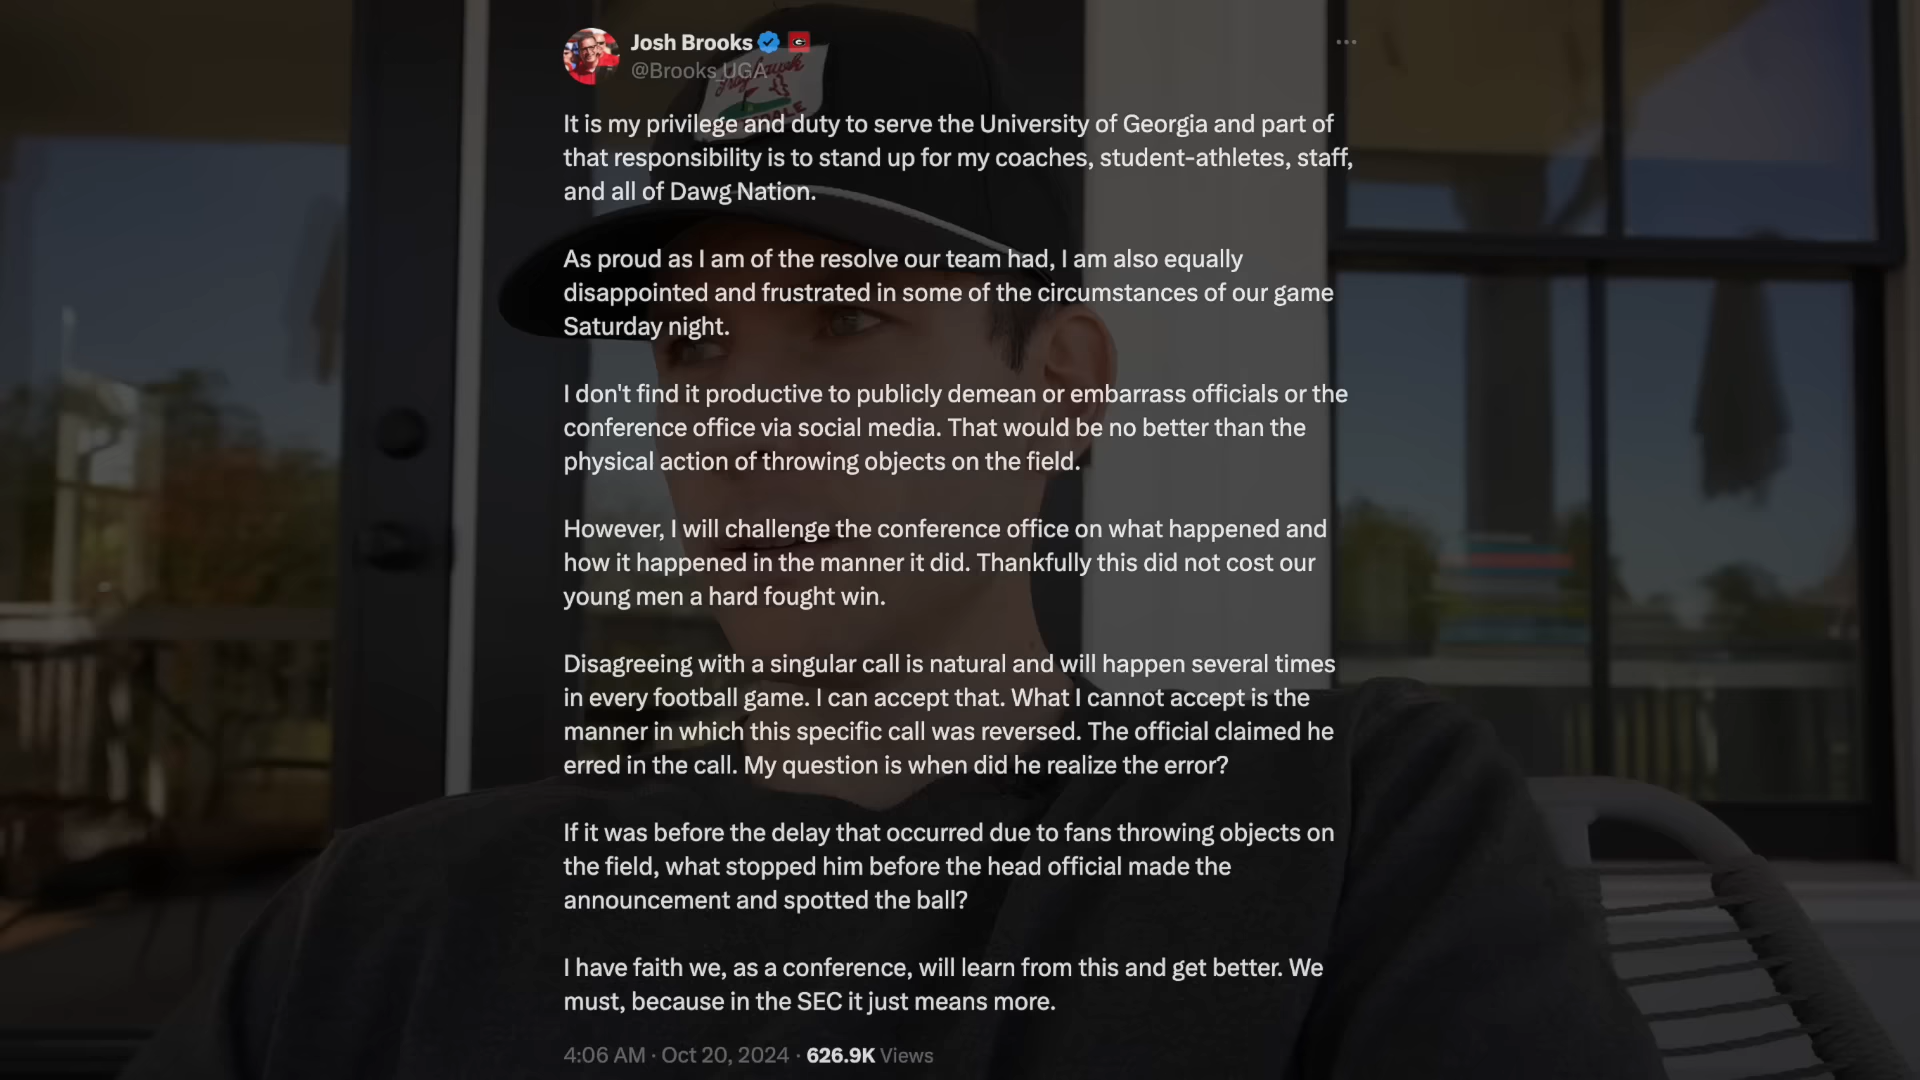 Josh Brooks
@Brooks_UGA
It is my privilege and duty to serve the University of Georgia and part of
that responsibility is to stand up for my coaches, student-athletes, staff,
and all of Dawg Nation.
As proud as I am of the resolve our team had, I am also equally
disappointed and frustrated in some of the circumstances of our game
Saturday night.
I don't find it productive to publicly demean or embarrass officials or the
conference office via social media. That would be no better than the
physical action of throwing objects on the field.
However, I will challenge the conference office on what happened and
how it happened in the manner it did. Thankfully this did not cost our
young men a hard fought win.
Disagreeing with a singular call is natural and will happen several times
in every football game. I can accept that. What I cannot accept is the
manner in which this specific call was reversed. The official claimed he
erred in the call. My question is when did he realize the error?
If it was before the delay that occurred due to fans throwing objects on
the field, what stopped him before the head official made the
announcement and spotted the ball?
I have faith we, as a conference, will learn from this and get better. We
must, because in the SEC it just means more.
4:06 AM · Oct 20, 2024 · 626.9K Views